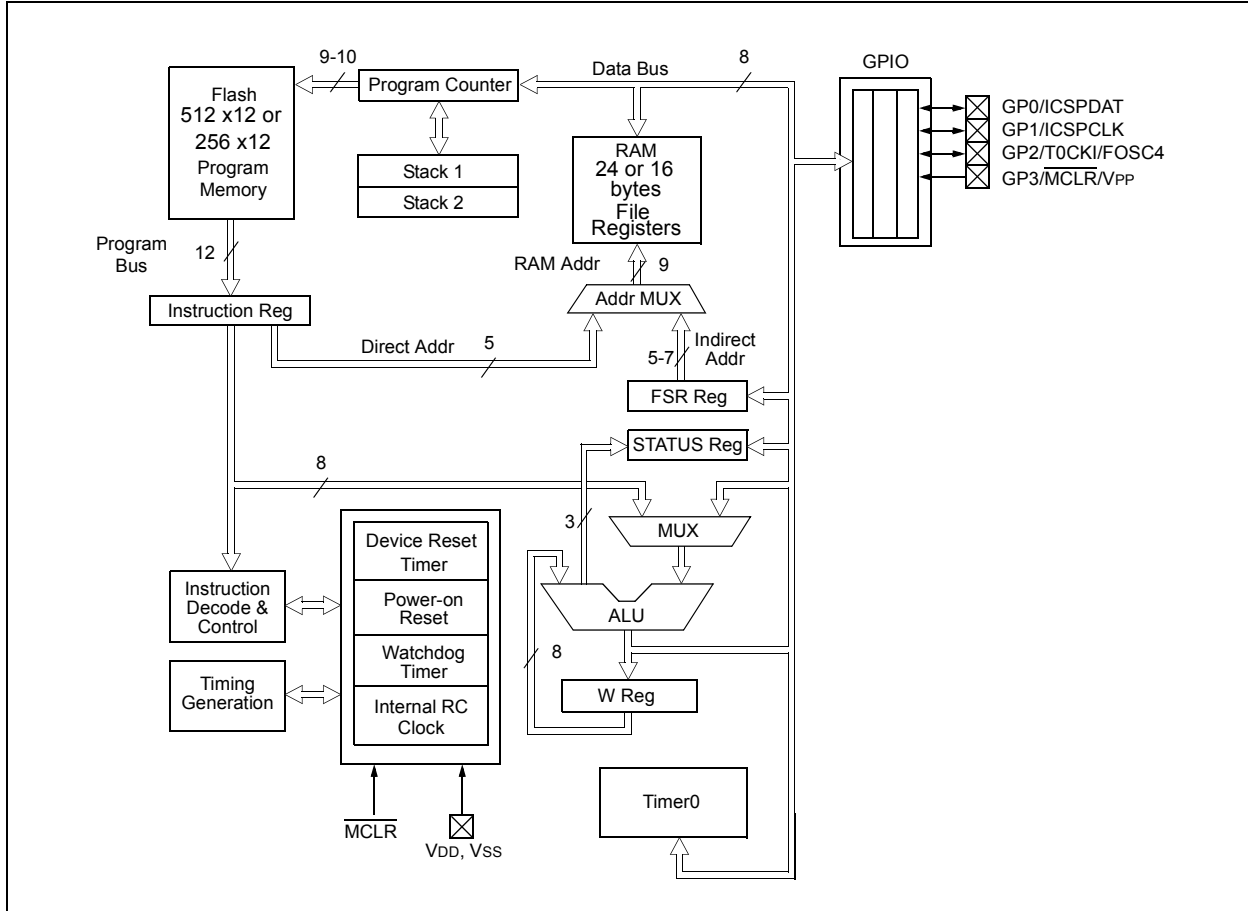 9-10
Flash
512 x12 or
256 x12
Program
Memory
Program Counter
Stack 1
Stack 2
Data Bus
8
RAM
24 or 16
bytes
File
Registers
GPIO
GP0/ICSPDAT
GP1/ICSPCLK
GP2/T0CKI/FOSC4
GP3/MCLR/VPP
Program
Bus
12
RAM Addr
9
Instruction Reg
Addr MUX
Direct Addr
5
5-7
Indirect
Addr
FSR Reg
STATUS Reg
8
3
MUX
Device Reset
Timer
Power-on
Reset
Watchdog
Timer
Internal RC
Clock
Instruction
Decode &
Control
Timing
Generation
ALU
8
W Reg
MCLR
VDD, VSS
Timer0